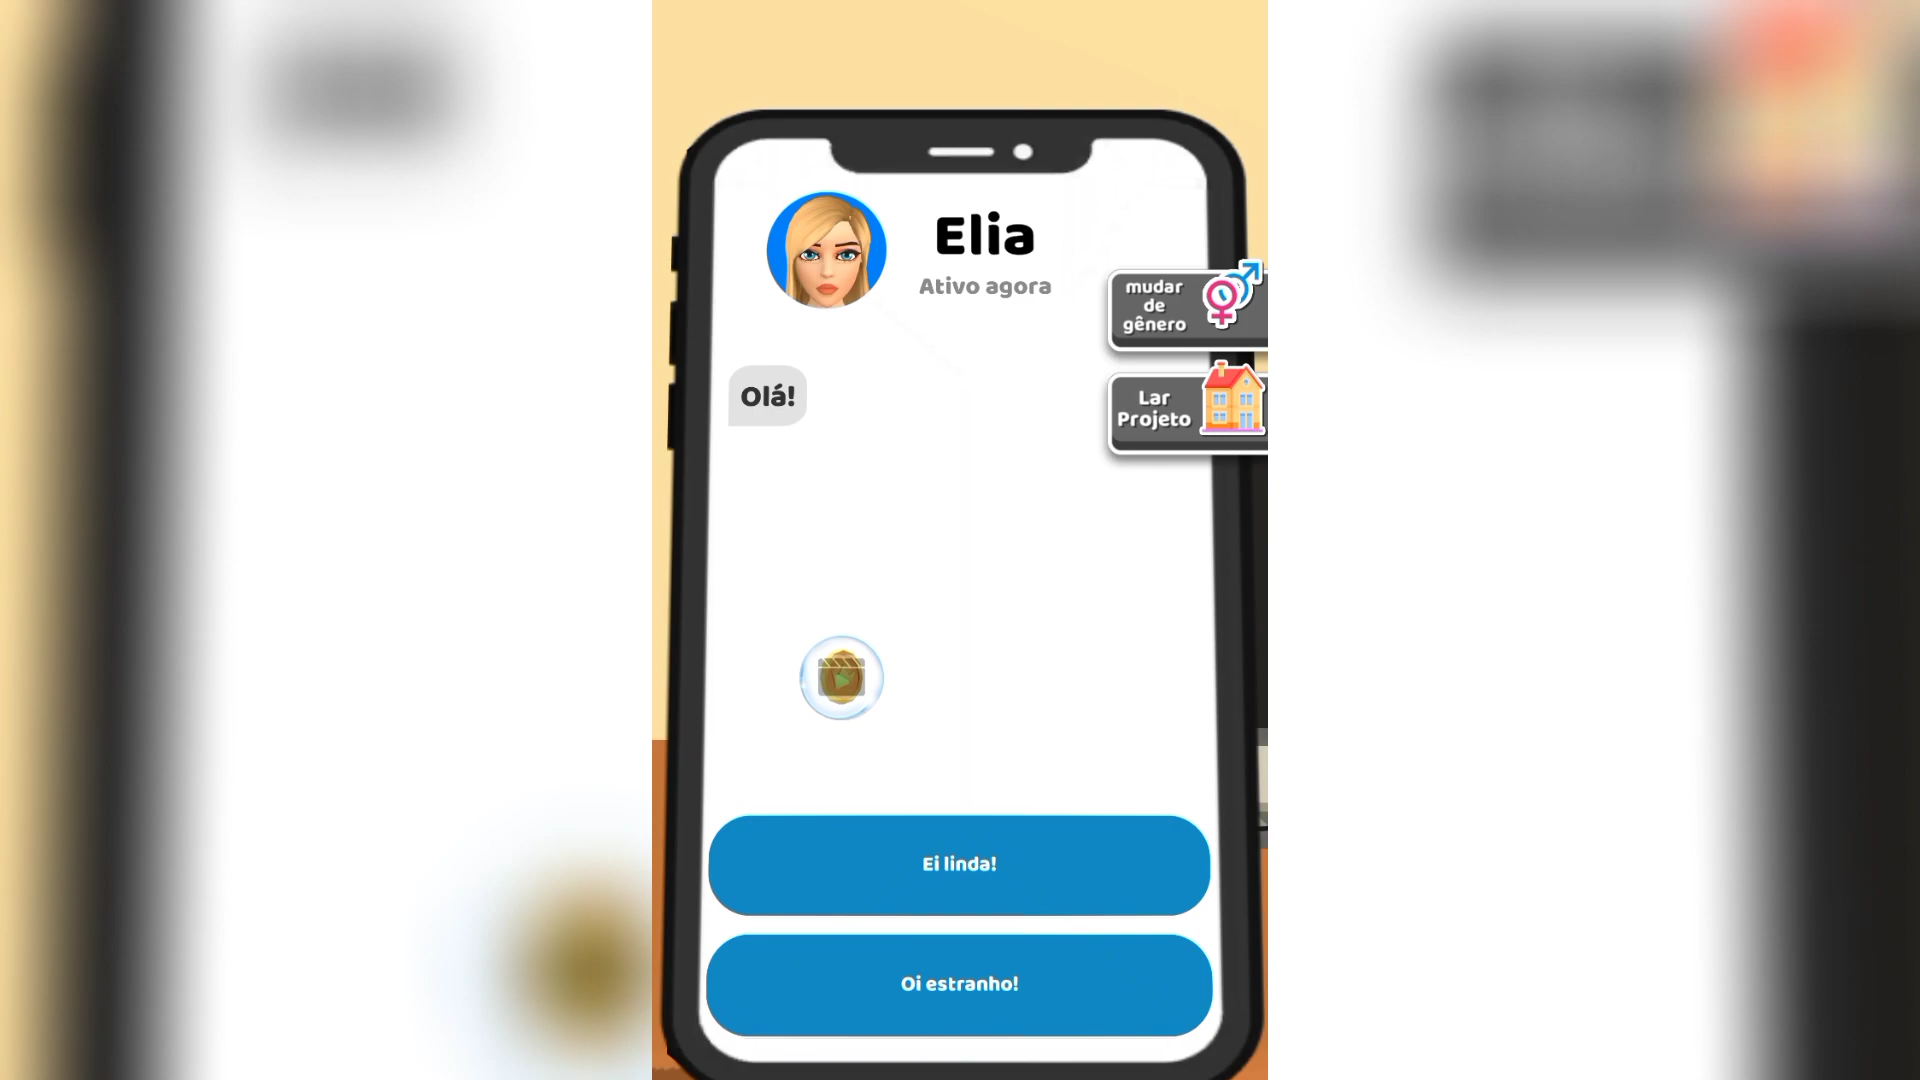 Elia
Ativo agora
mudar
de
gênero
Olá!
Lar
Projeto
Ei linda!
Oi estranho!